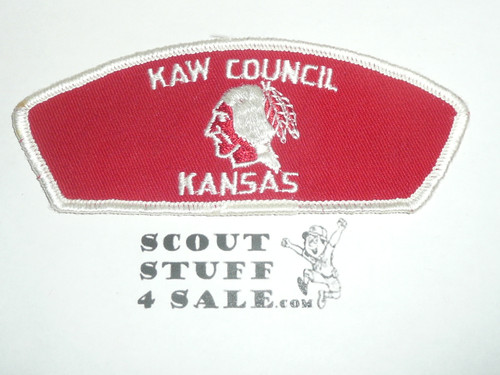 KAW COUNCIL
KANSAS
SCOUT
STUFF
4 SALE.COM